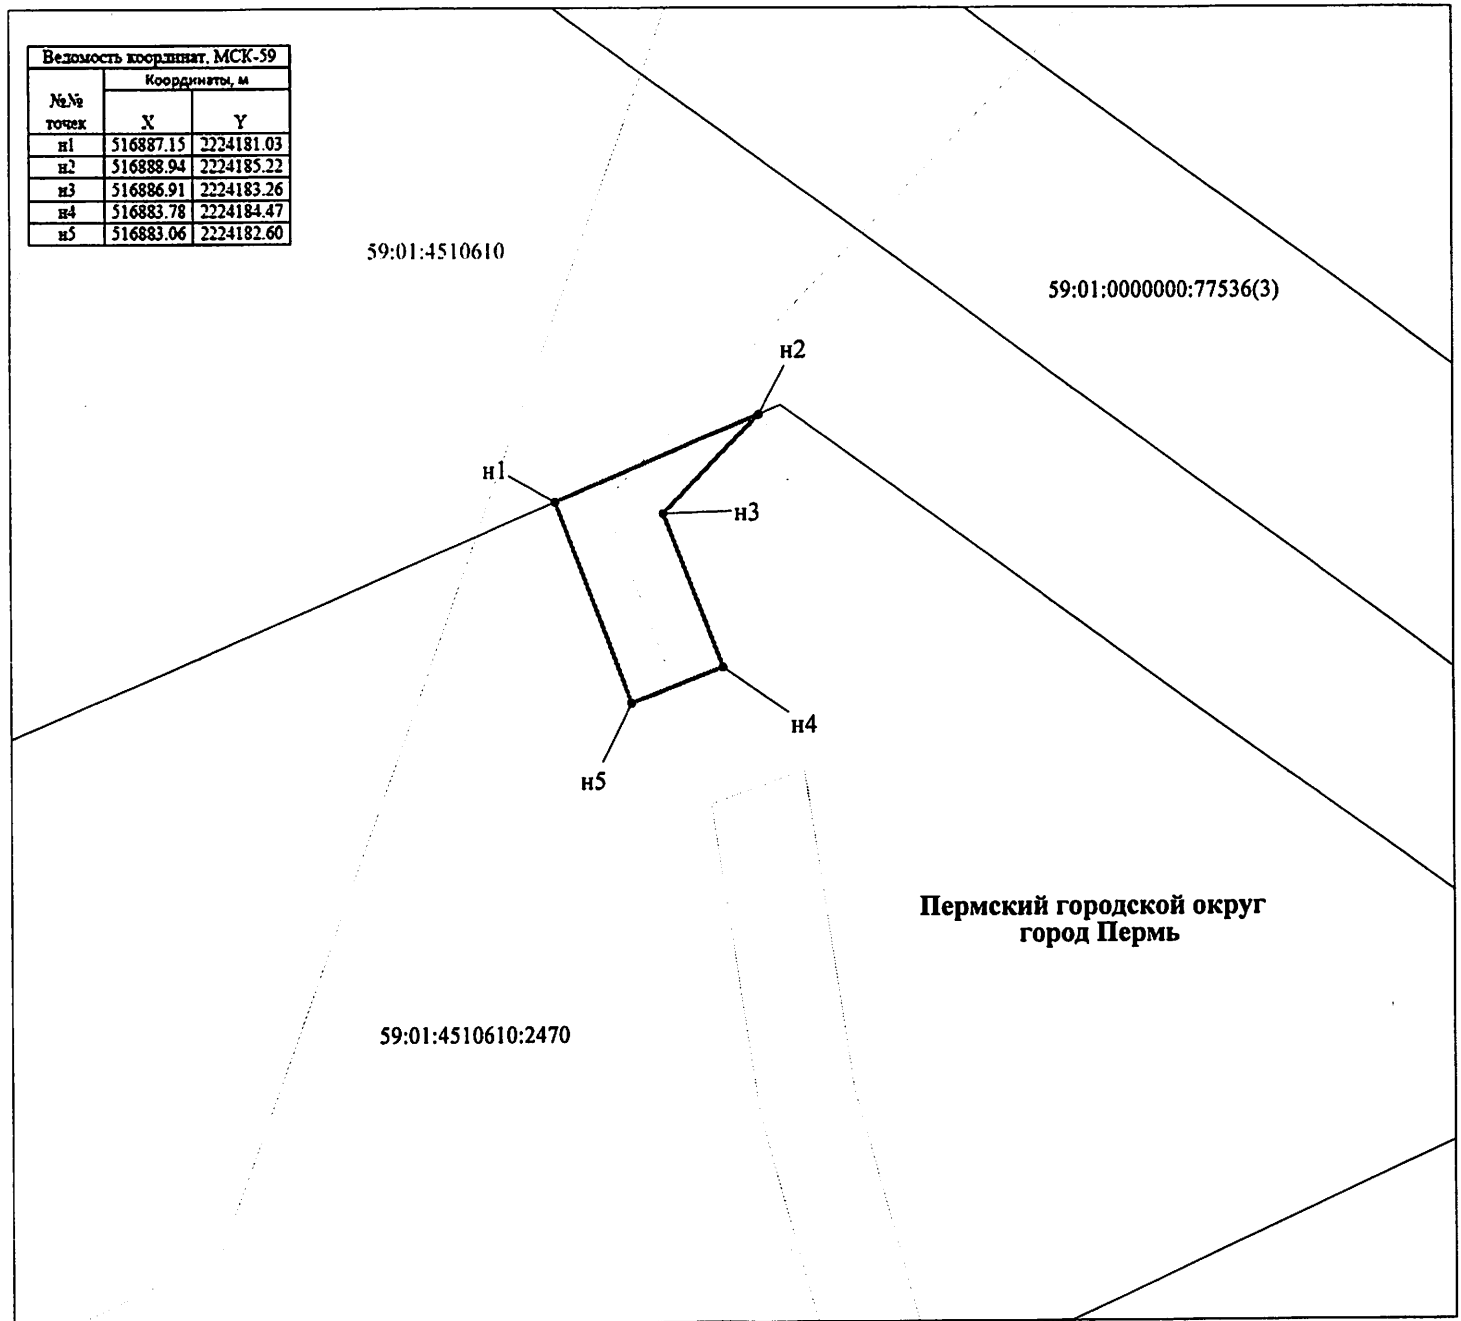 Ведомость координат, МСК-59
№№ точек
Координаты, м
X Y
н1 516887.15 2224181.03
н2 516888.94 2224185.22
н3 516886.91 2224183.26
н4 516883.78 2224184.47
н5 516883.06 2224182.60
59:01:4510610
59:01:0000000:77536(3)
н2
н1
н3
н4
н5
Пермский городской округ
город Пермь
59:01:4510610:2470